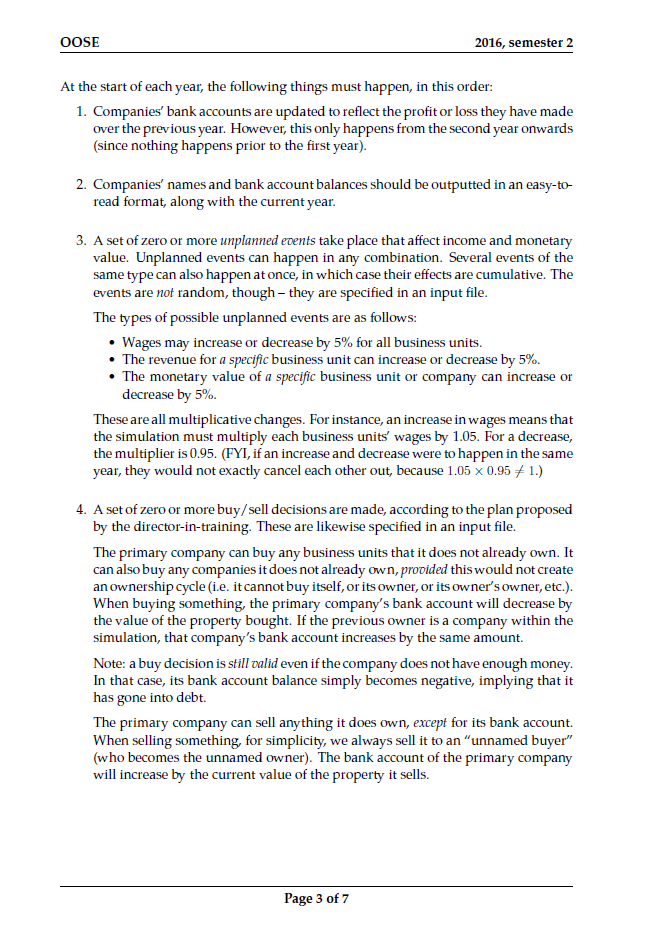 OOSE 2016, semester 2
At the start of each year, the following things must happen, in this order:
1. Companies' bank accounts are updated to reflect the profit or loss they have made
over the previous year. However, this only happens from the second year onwards
(since nothing happens prior to the first year).
2. Companies' names and bank account balances should be outputted in an easy-to-
read format, along with the current year.
3. A set of zero or more unplanned events take place that affect income and monetary
value. Unplanned events can happen in any combination. Several events of the
same type can also happen at once, in which case their effects are cumulative. The
events are not random, though – they are specified in an input file.
The types of possible unplanned events are as follows:
• Wages may increase or decrease by 5% for all business units.
• The revenue for a specific business unit can increase or decrease by 5%.
• The monetary value of a specific business unit or company can increase or
decrease by 5%.
These are all multiplicative changes. For instance, an increase in wages means that
the simulation must multiply each business units' wages by 1.05. For a decrease,
the multiplier is 0.95. (FYI, if an increase and decrease were to happen in the same
year, they would not exactly cancel each other out, because 1.05 × 0.95 ≠ 1.)
4. A set of zero or more buy/sell decisions are made, according to the plan proposed
by the director-in-training. These are likewise specified in an input file.
The primary company can buy any business units that it does not already own. It
can also buy any companies it does not already own, provided this would not create
an ownership cycle (i.e. it cannot buy itself, or its owner, or its owner's owner, etc.).
When buying something, the primary company's bank account will decrease by
the value of the property bought. If the previous owner is a company within the
simulation, that company's bank account increases by the same amount.
Note: a buy decision is still valid even if the company does not have enough money.
In that case, its bank account balance simply becomes negative, implying that it
has gone into debt.
The primary company can sell anything it does own, except for its bank account.
When selling something, for simplicity, we always sell it to an "unnamed buyer"
(who becomes the unnamed owner). The bank account of the primary company
will increase by the current value of the property it sells.
Page 3 of 7